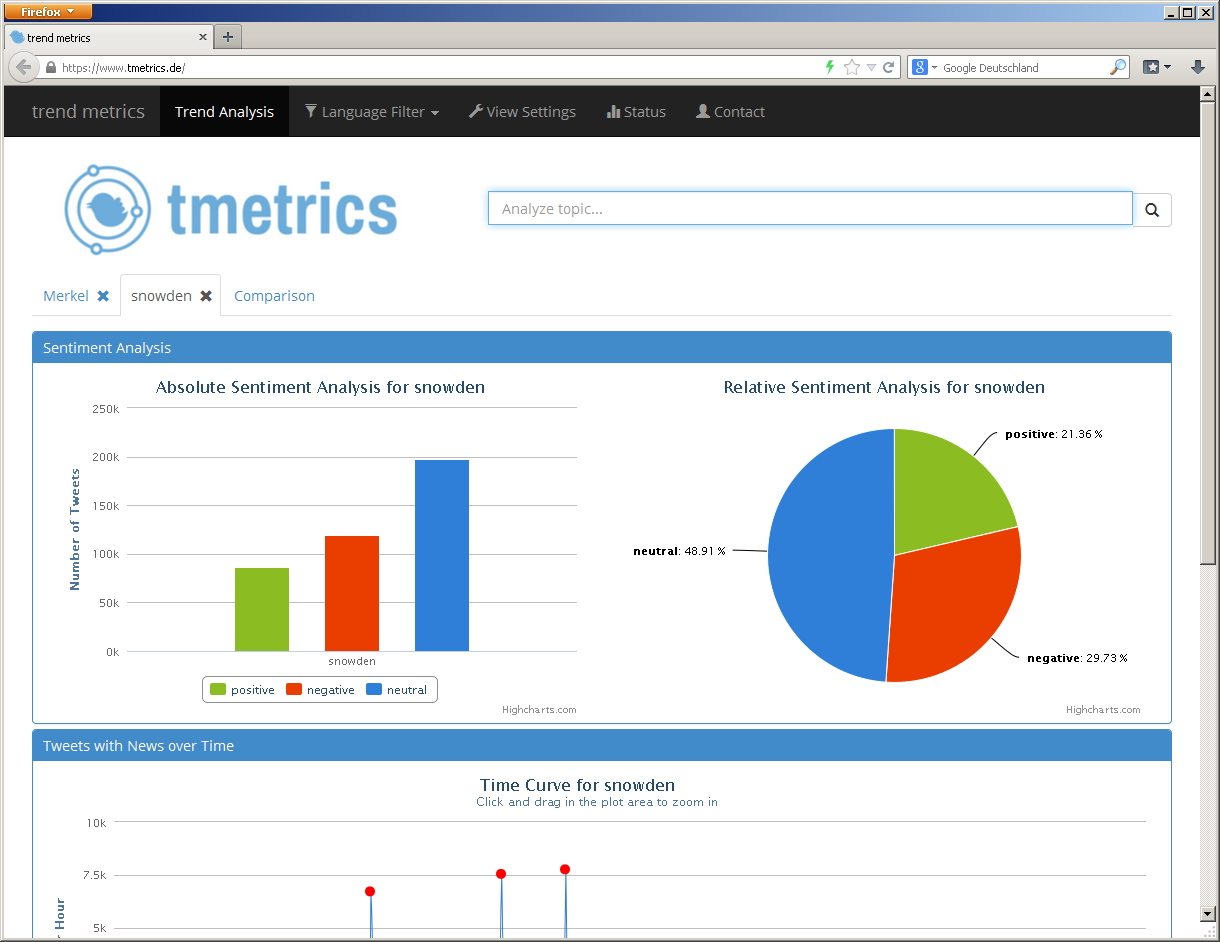 Firefox
trend metrics
https://www.tmetrics.de/
Google Deutschland
trend metrics Trend Analysis Language Filter View Settings Status Contact
tmetrics
Analyze topic...
Merkel snowden Comparison
Sentiment Analysis
Absolute Sentiment Analysis for snowden
250k
200k
150k
100k
50k
0k
Number of Tweets
snowden
positive negative neutral
Highcharts.com
Relative Sentiment Analysis for snowden
positive: 21.36 %
neutral: 48.91 %
negative: 29.73 %
Highcharts.com
Tweets with News over Time
Time Curve for snowden
Click and drag in the plot area to zoom in
10k
7.5k
5k
Hour